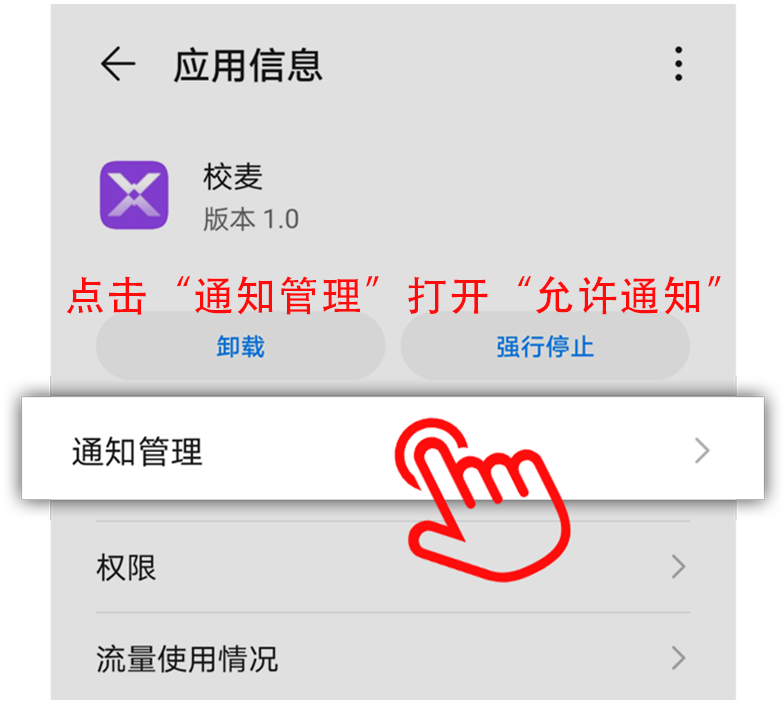 应用信息
校麦
版本 1.0
点击“通知管理”打开“允许通知”
卸载 强行停止
通知管理
权限
流量使用情况